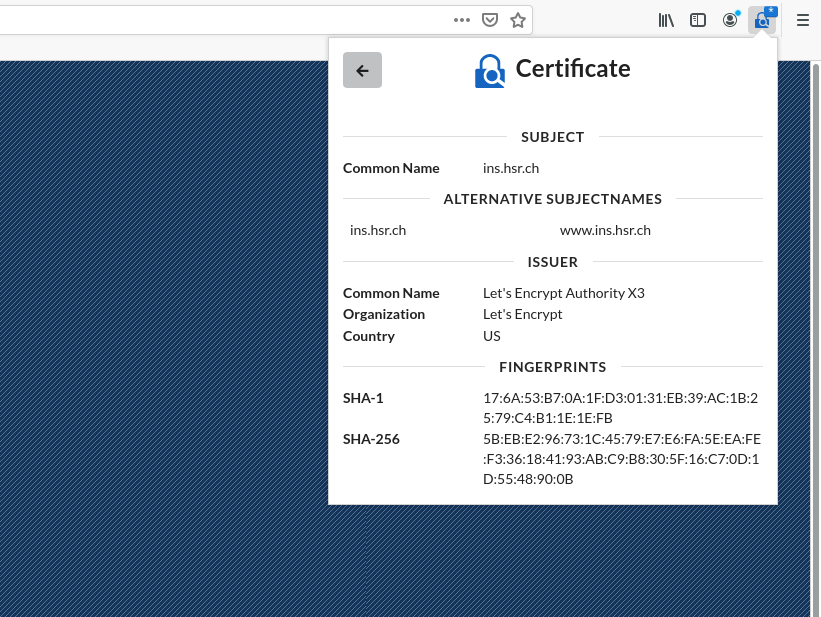 Certificate
SUBJECT
Common Name ins.hsr.ch
ALTERNATIVE SUBJECTNAMES
ins.hsr.ch www.ins.hsr.ch
ISSUER
Common Name Let's Encrypt Authority X3
Organization Let's Encrypt
Country US
FINGERPRINTS
SHA-1 17:6A:53:B7:0A:1F:D3:01:31:EB:39:AC:1B:2
5:79:C4:B1:1E:1E:FB
SHA-256 5B:EB:E2:96:73:1C:45:79:E7:E6:FA:5E:EA:FE
:F3:36:18:41:93:AB:C9:B8:30:5F:16:C7:0D:1
D:55:48:90:0B